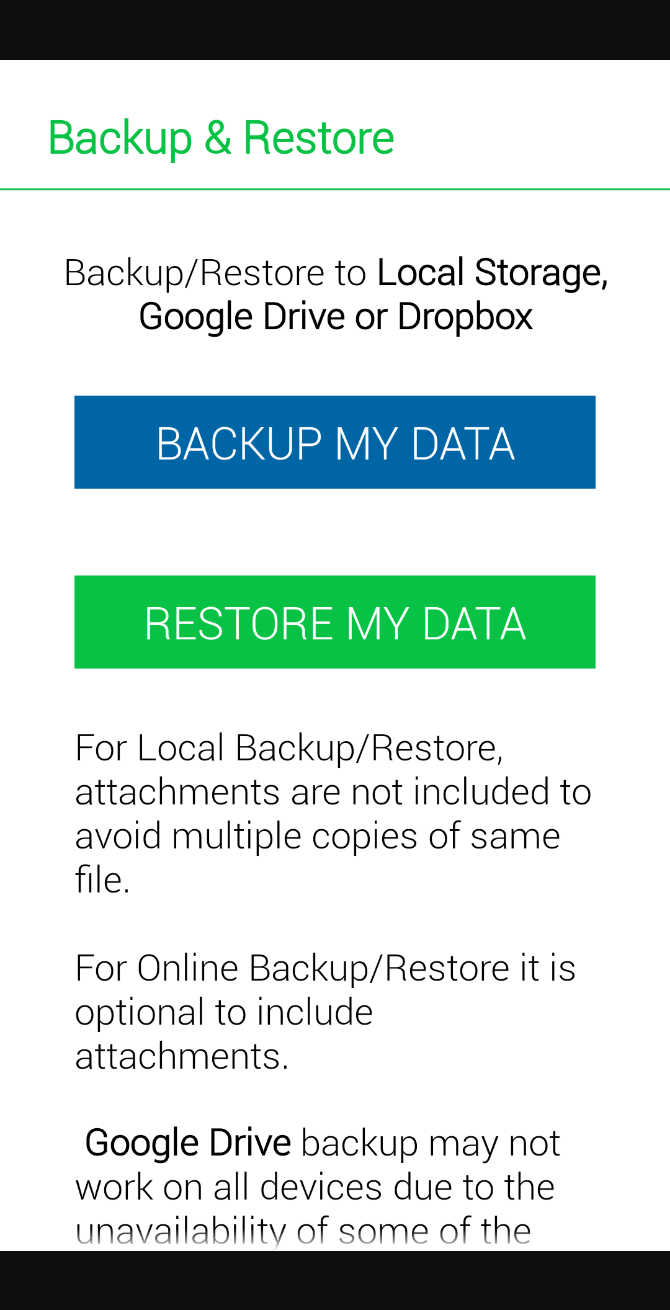 Backup & Restore
Backup/Restore to Local Storage,
Google Drive or Dropbox
BACKUP MY DATA
RESTORE MY DATA
For Local Backup/Restore,
attachments are not included to
avoid multiple copies of same
file.
For Online Backup/Restore it is
optional to include
attachments.
Google Drive backup may not
work on all devices due to the
unavailability of some of the